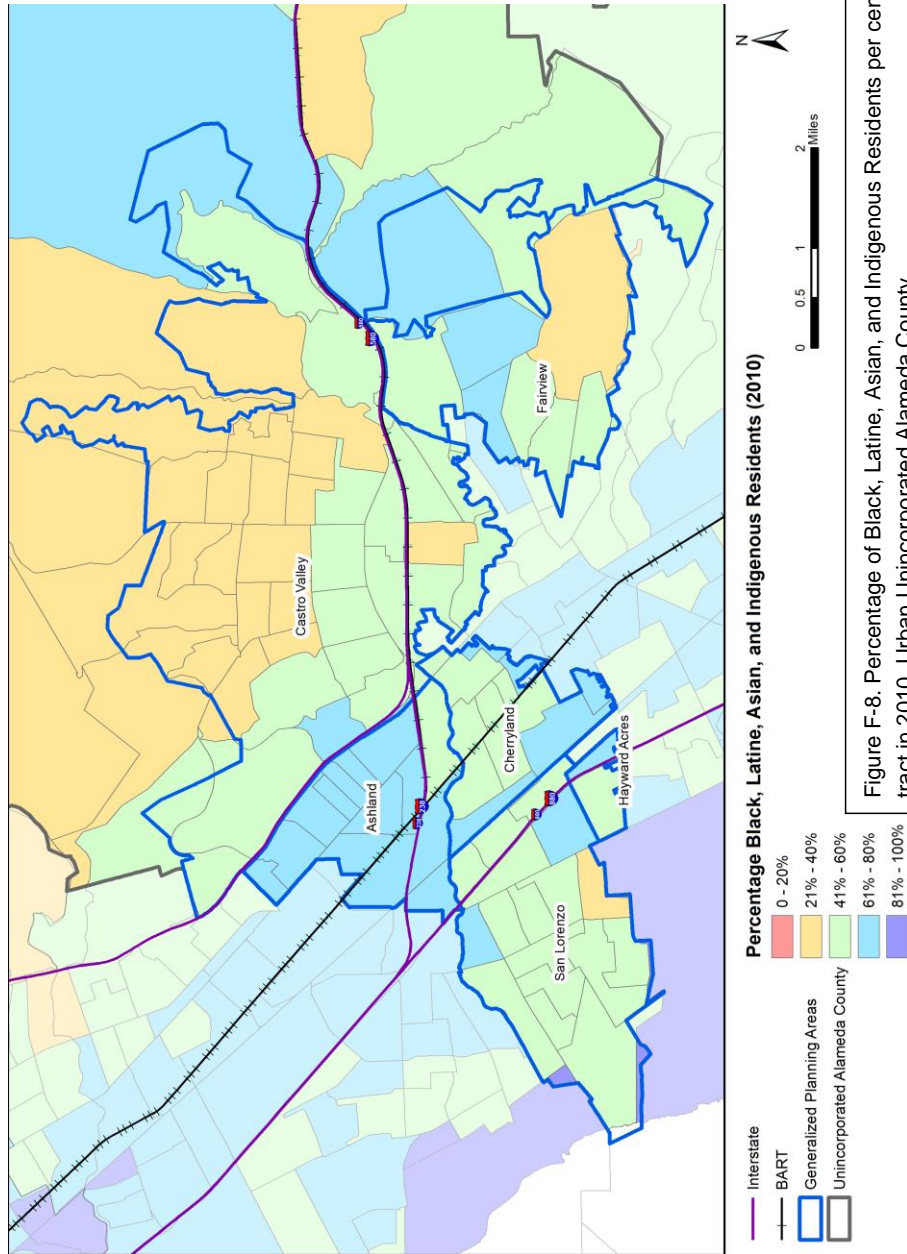 Castro Valley
Ashland
Cherryland
Fairview
San Lorenzo
Hayward Acres
Percentage Black, Latine, Asian, and Indigenous Residents (2010)
Interstate
BART
Generalized Planning Areas
Unincorporated Alameda County
0 - 20%
21% - 40%
41% - 60%
61% - 80%
81% - 100%
0 0.5 1 2
Miles
N
Figure F-8. Percentage of Black, Latine, Asian, and Indigenous Residents per cen
tract in 2010, Urban Unincorporated Alameda County